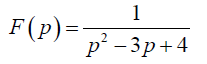 F(p) = 1 / (p² − 3p + 4)